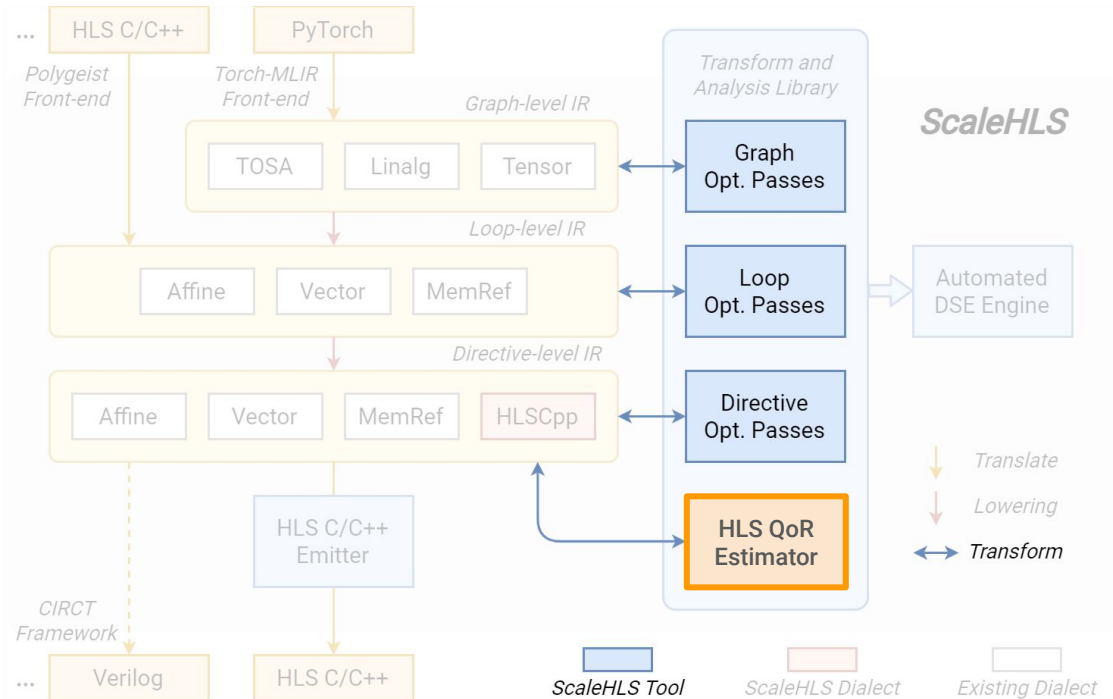 ... HLS C/C++
PyTorch
Polygeist
Front-end
Torch-MLIR
Front-end
Graph-level IR
Transform and
Analysis Library
ScaleHLS
TOSA
Linalg
Tensor
Graph
Opt. Passes
Loop-level IR
Affine
Vector
MemRef
Loop
Opt. Passes
Automated
DSE Engine
Directive-level IR
Affine
Vector
MemRef
HLSCpp
Directive
Opt. Passes
Translate
Lowering
Transform
HLS C/C++
Emitter
HLS QoR
Estimator
CIRCT
Framework
... Verilog
HLS C/C++
ScaleHLS Tool
ScaleHLS Dialect
Existing Dialect